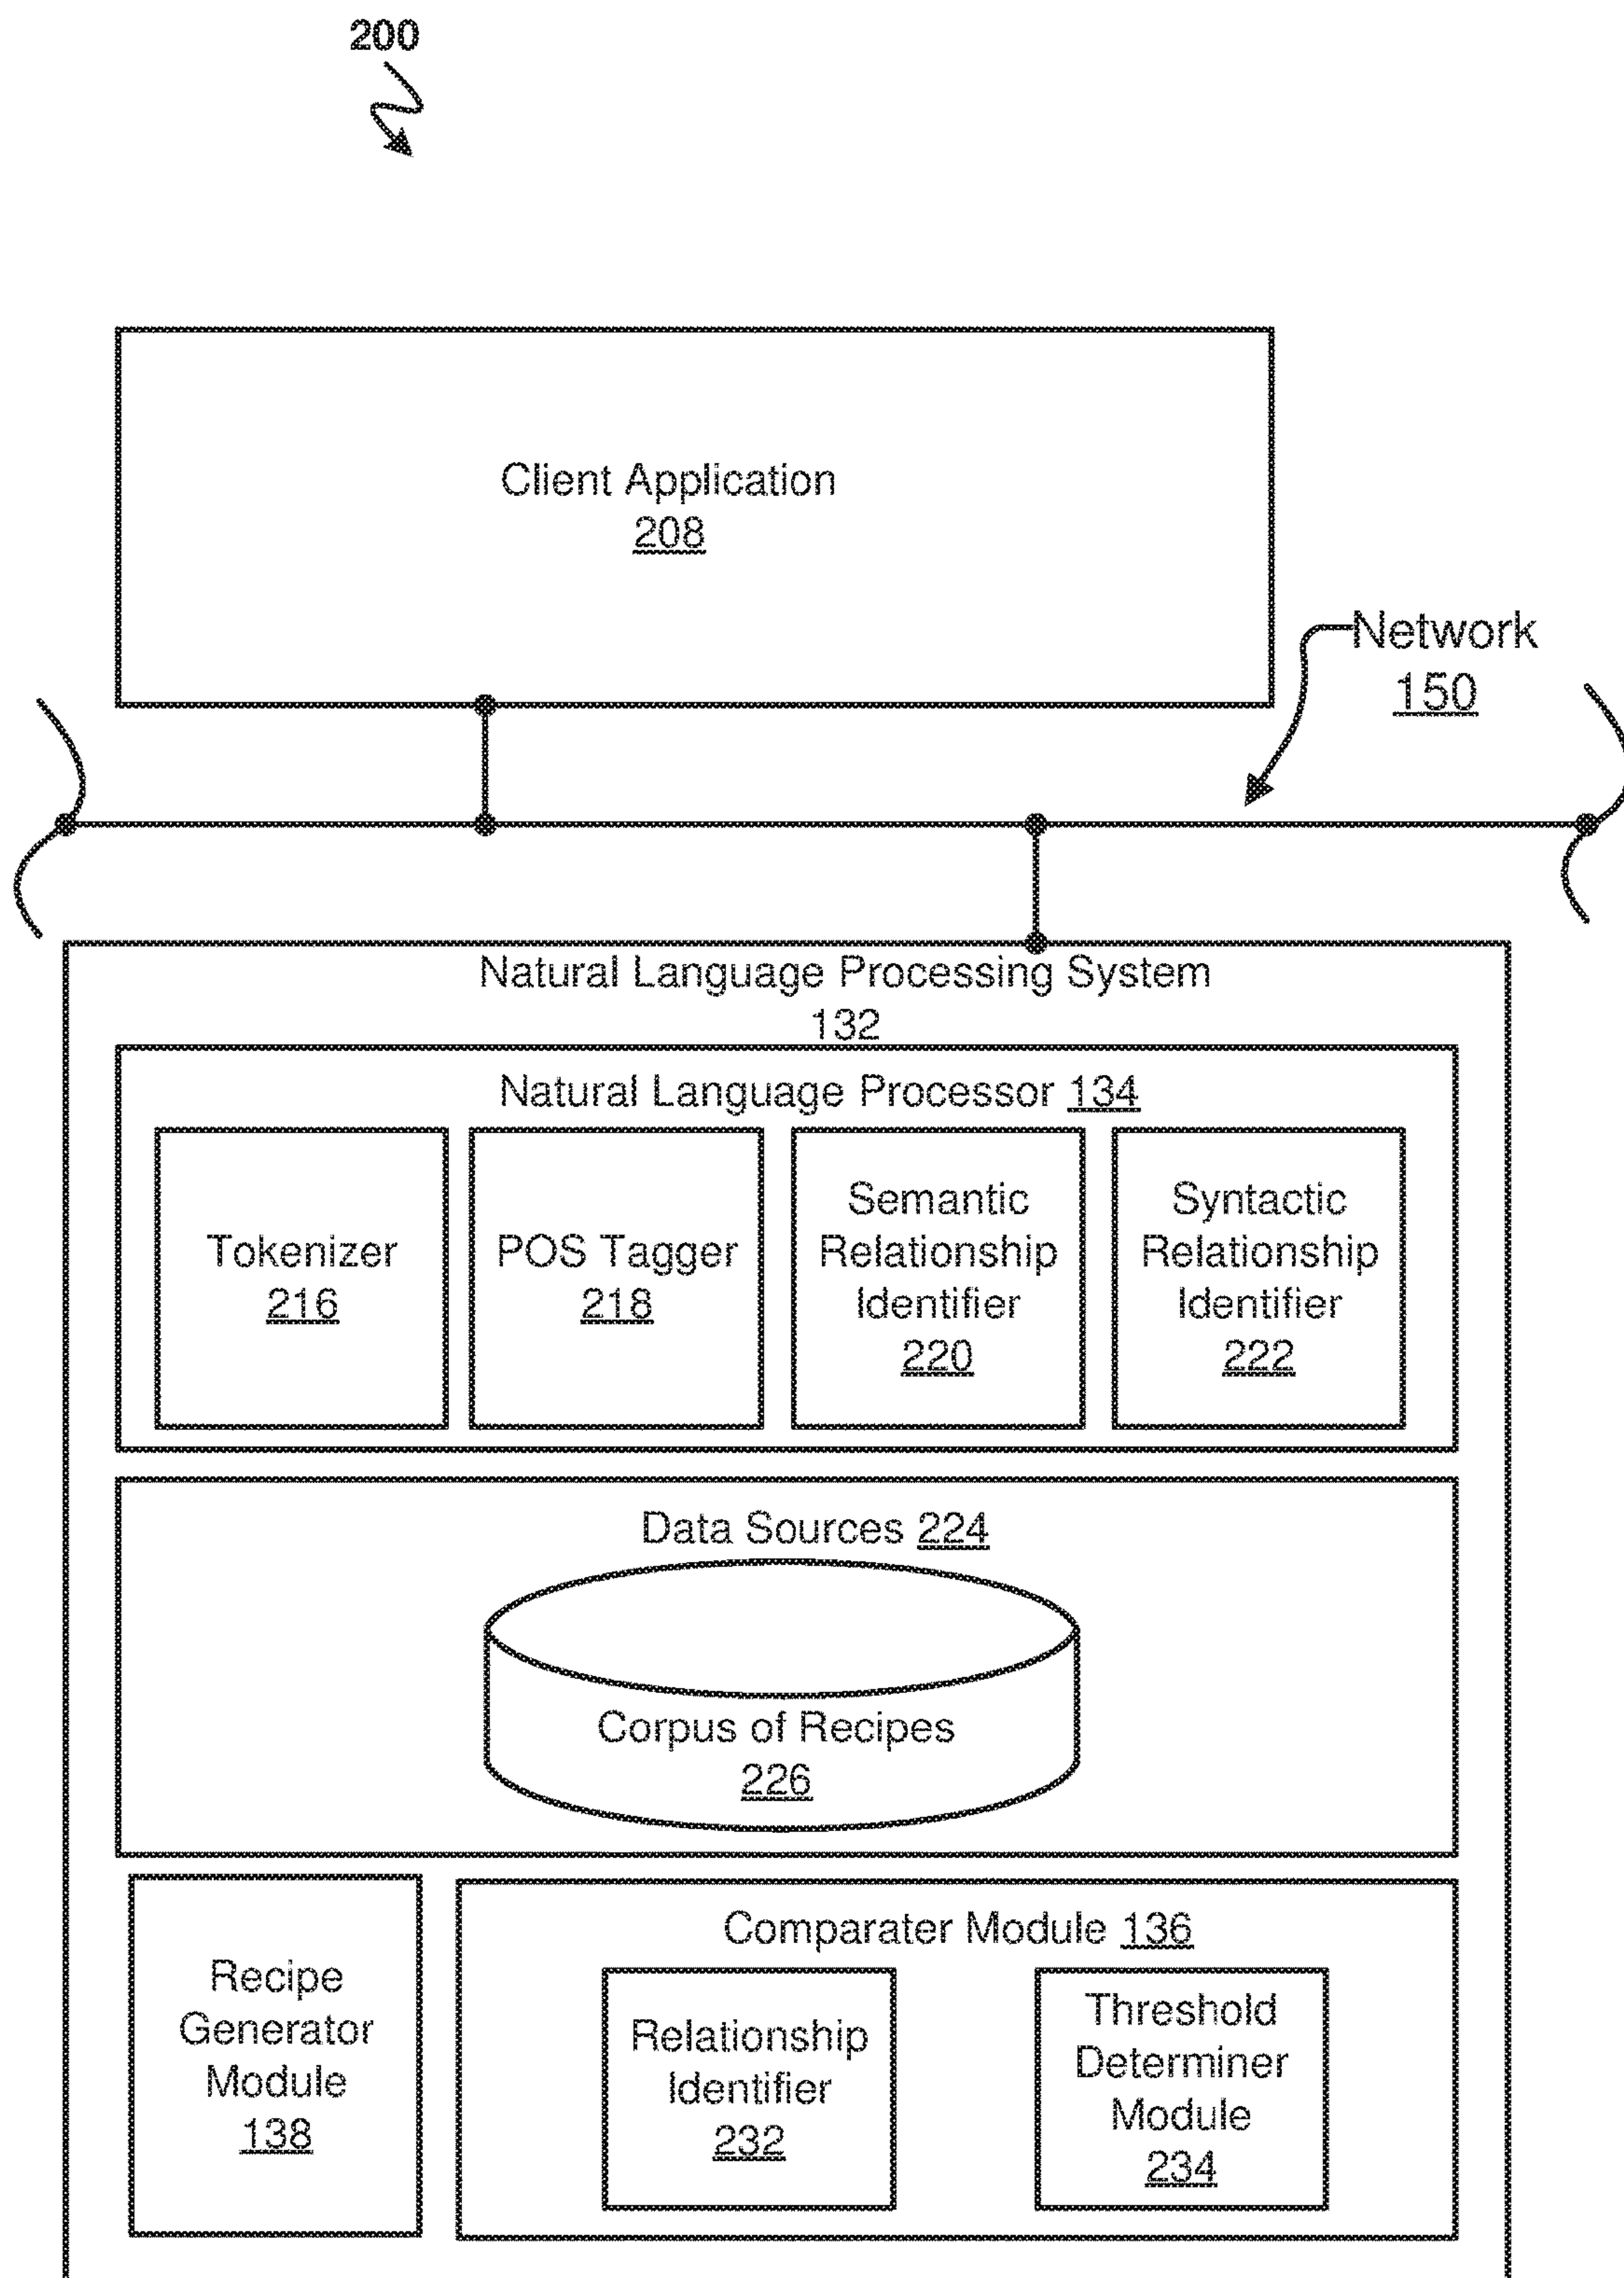 200
Client Application
208
Network
150
Natural Language Processing System
132
Natural Language Processor 134
Tokenizer
216
POS Tagger
218
Semantic
Relationship
Identifier
220
Syntactic
Relationship
Identifier
222
Data Sources 224
Corpus of Recipes
226
Recipe
Generator
Module
138
Comparater Module 136
Relationship
Identifier
232
Threshold
Determiner
Module
234